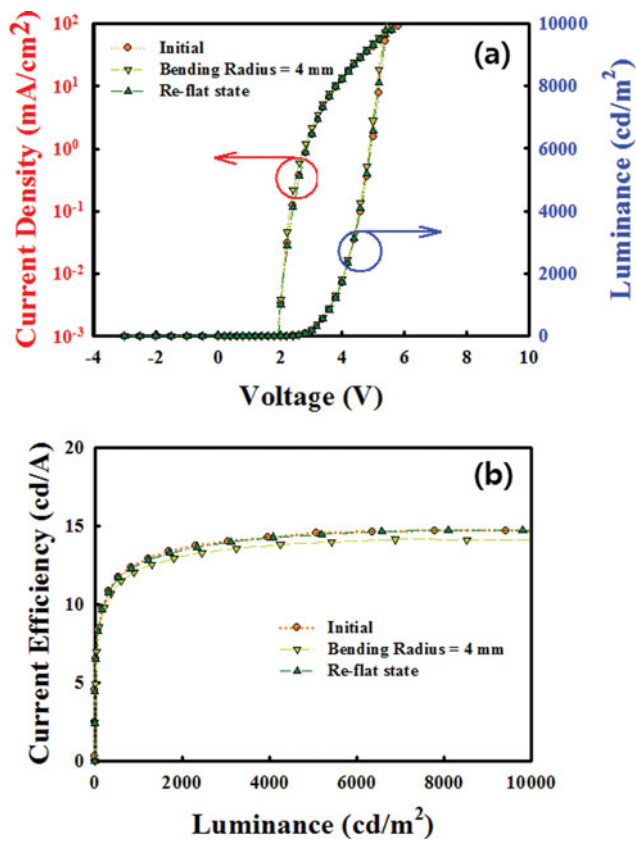 (a)
Initial
Bending Radius = 4 mm
Re-flat state
Current Density (mA/cm²)
10²
10¹
10⁰
10⁻¹
10⁻²
10⁻³
Luminance (cd/m²)
10000
8000
6000
4000
2000
0
-4 -2 0 2 4 6 8 10
Voltage (V)
(b)
Current Efficiency (cd/A)
20
15
10
5
0
Initial
Bending Radius = 4 mm
Re-flat state
0 2000 4000 6000 8000 10000
Luminance (cd/m²)